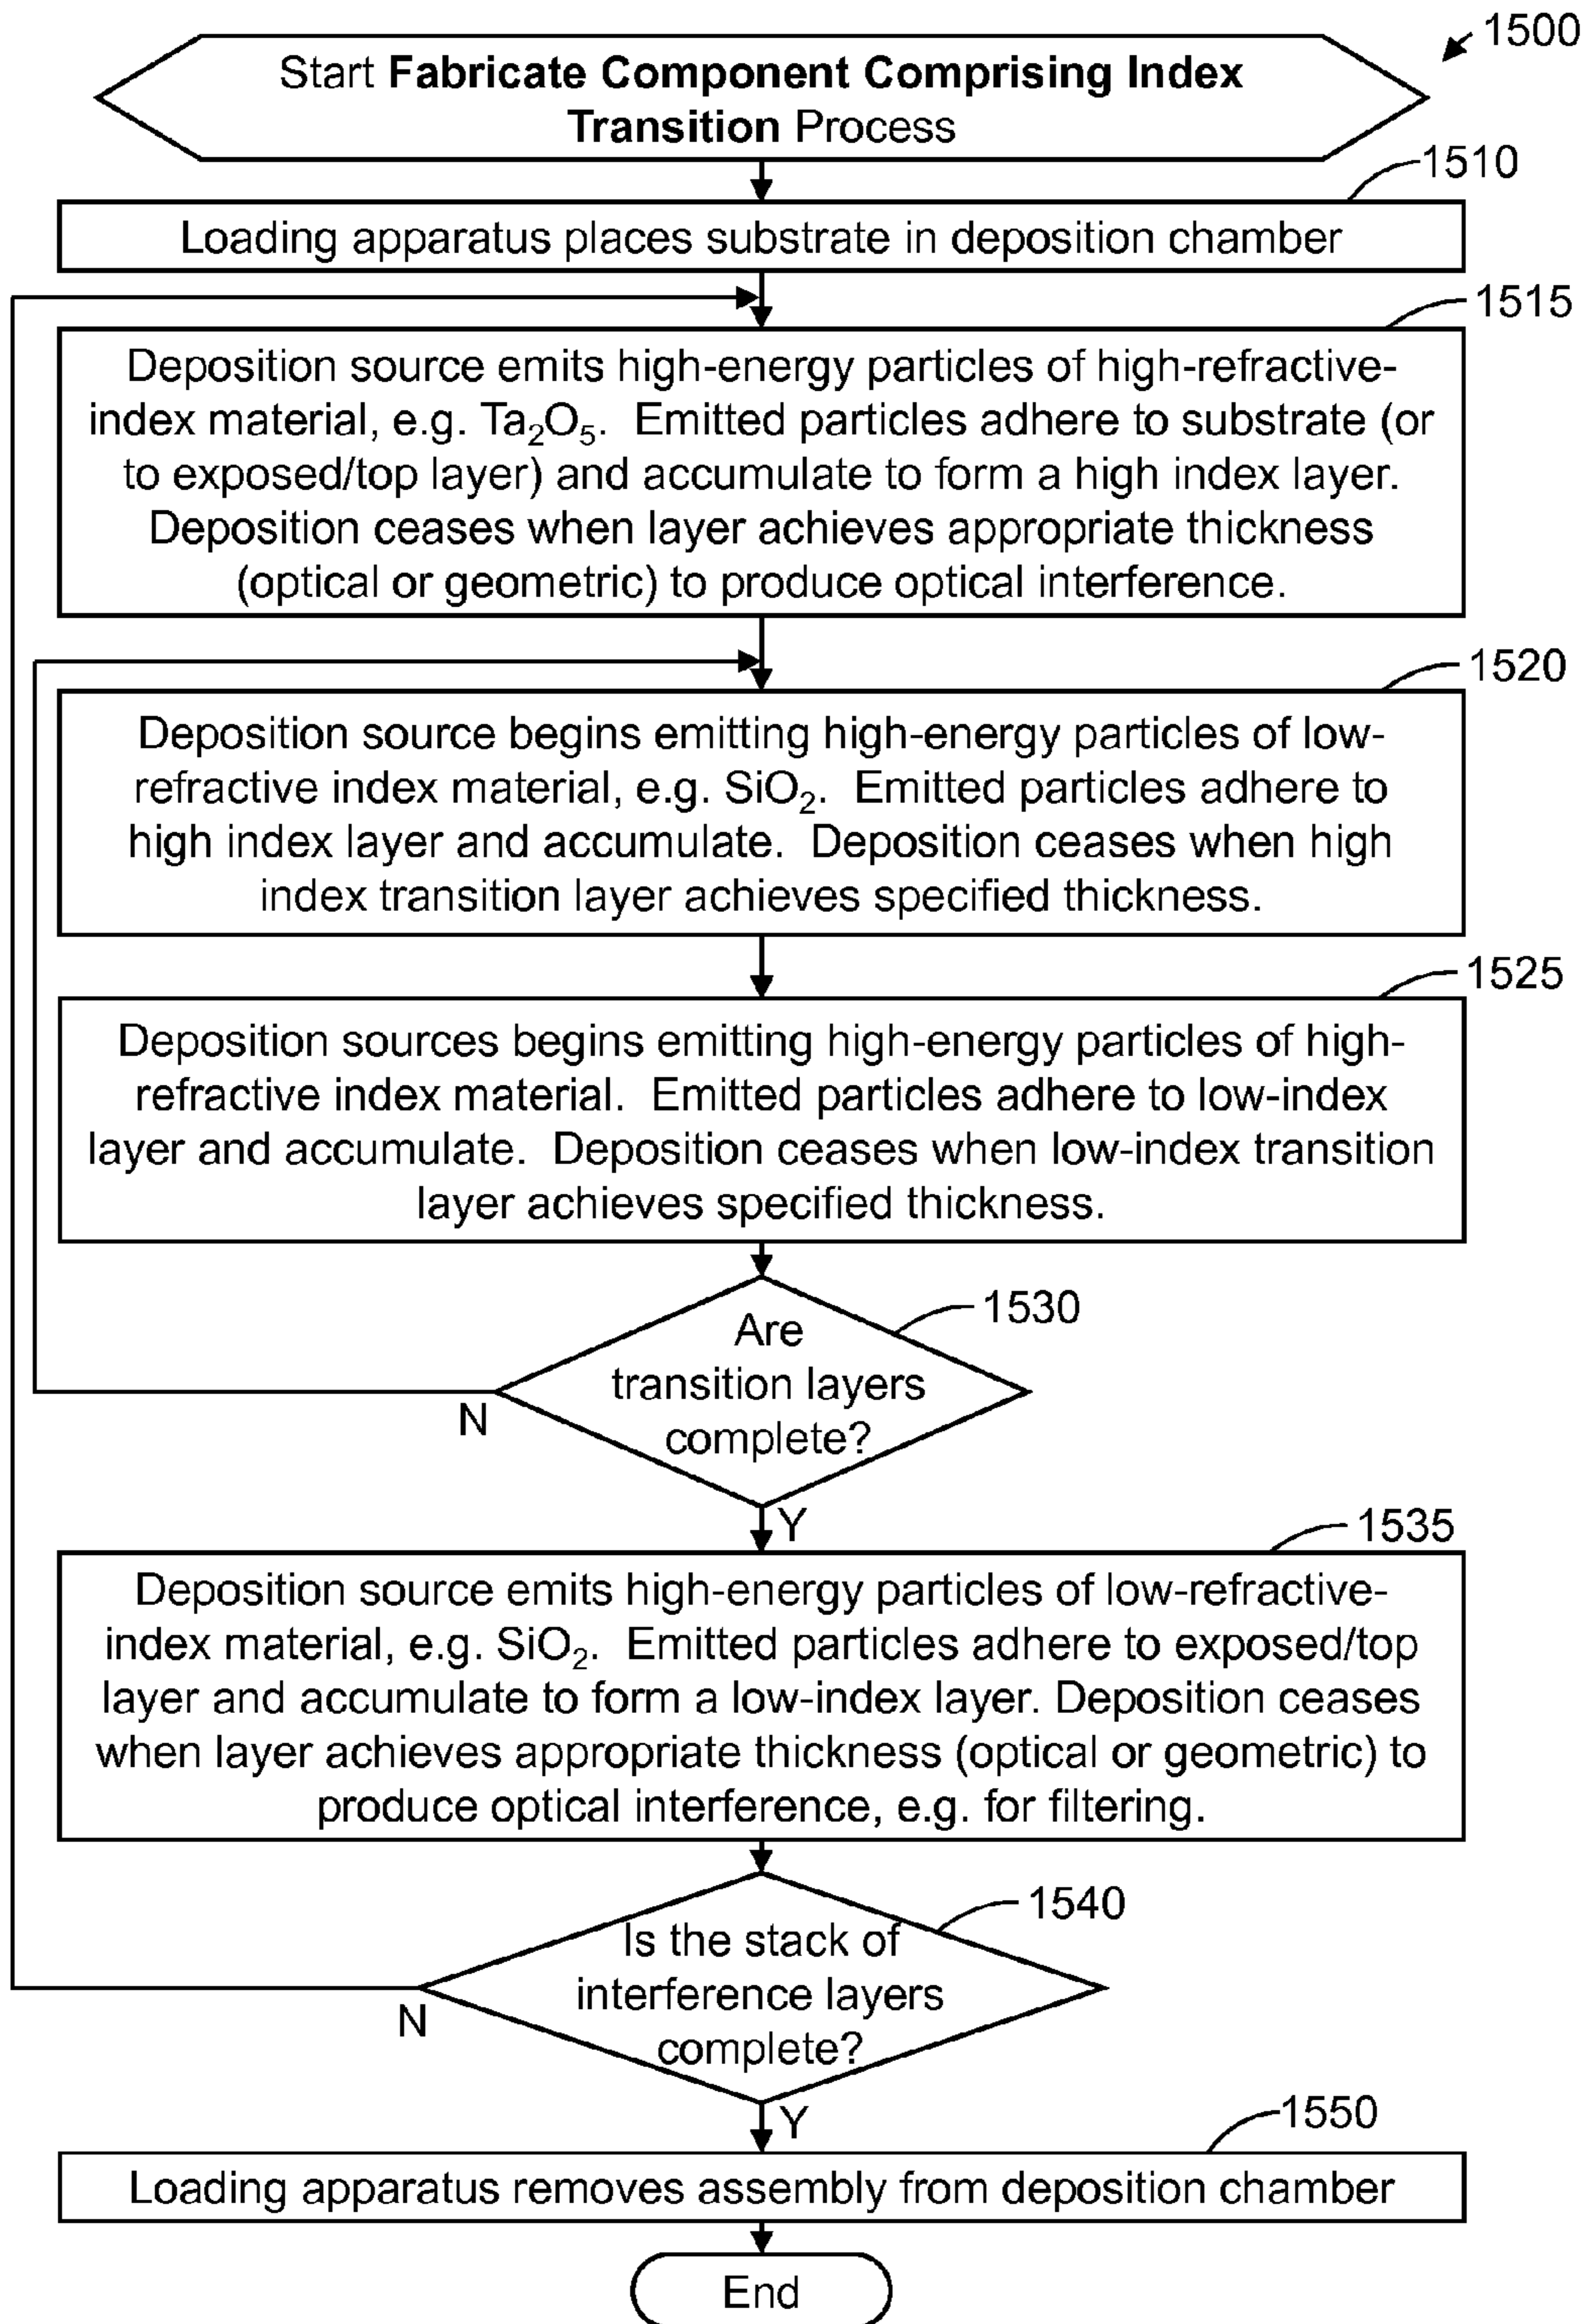 1500
Start Fabricate Component Comprising Index
Transition Process
1510
Loading apparatus places substrate in deposition chamber
1515
Deposition source emits high-energy particles of high-refractive-
index material, e.g. Ta₂O₅. Emitted particles adhere to substrate (or
to exposed/top layer) and accumulate to form a high index layer.
Deposition ceases when layer achieves appropriate thickness
(optical or geometric) to produce optical interference.
1520
Deposition source begins emitting high-energy particles of low-
refractive index material, e.g. SiO₂. Emitted particles adhere to
high index layer and accumulate. Deposition ceases when high
index transition layer achieves specified thickness.
1525
Deposition sources begins emitting high-energy particles of high-
refractive index material. Emitted particles adhere to low-index
layer and accumulate. Deposition ceases when low-index transition
layer achieves specified thickness.
1530
Are
transition layers
complete?
N
Y
1535
Deposition source emits high-energy particles of low-refractive-
index material, e.g. SiO₂. Emitted particles adhere to exposed/top
layer and accumulate to form a low-index layer. Deposition ceases
when layer achieves appropriate thickness (optical or geometric) to
produce optical interference, e.g. for filtering.
1540
Is the stack of
interference layers
complete?
N
Y
1550
Loading apparatus removes assembly from deposition chamber
End